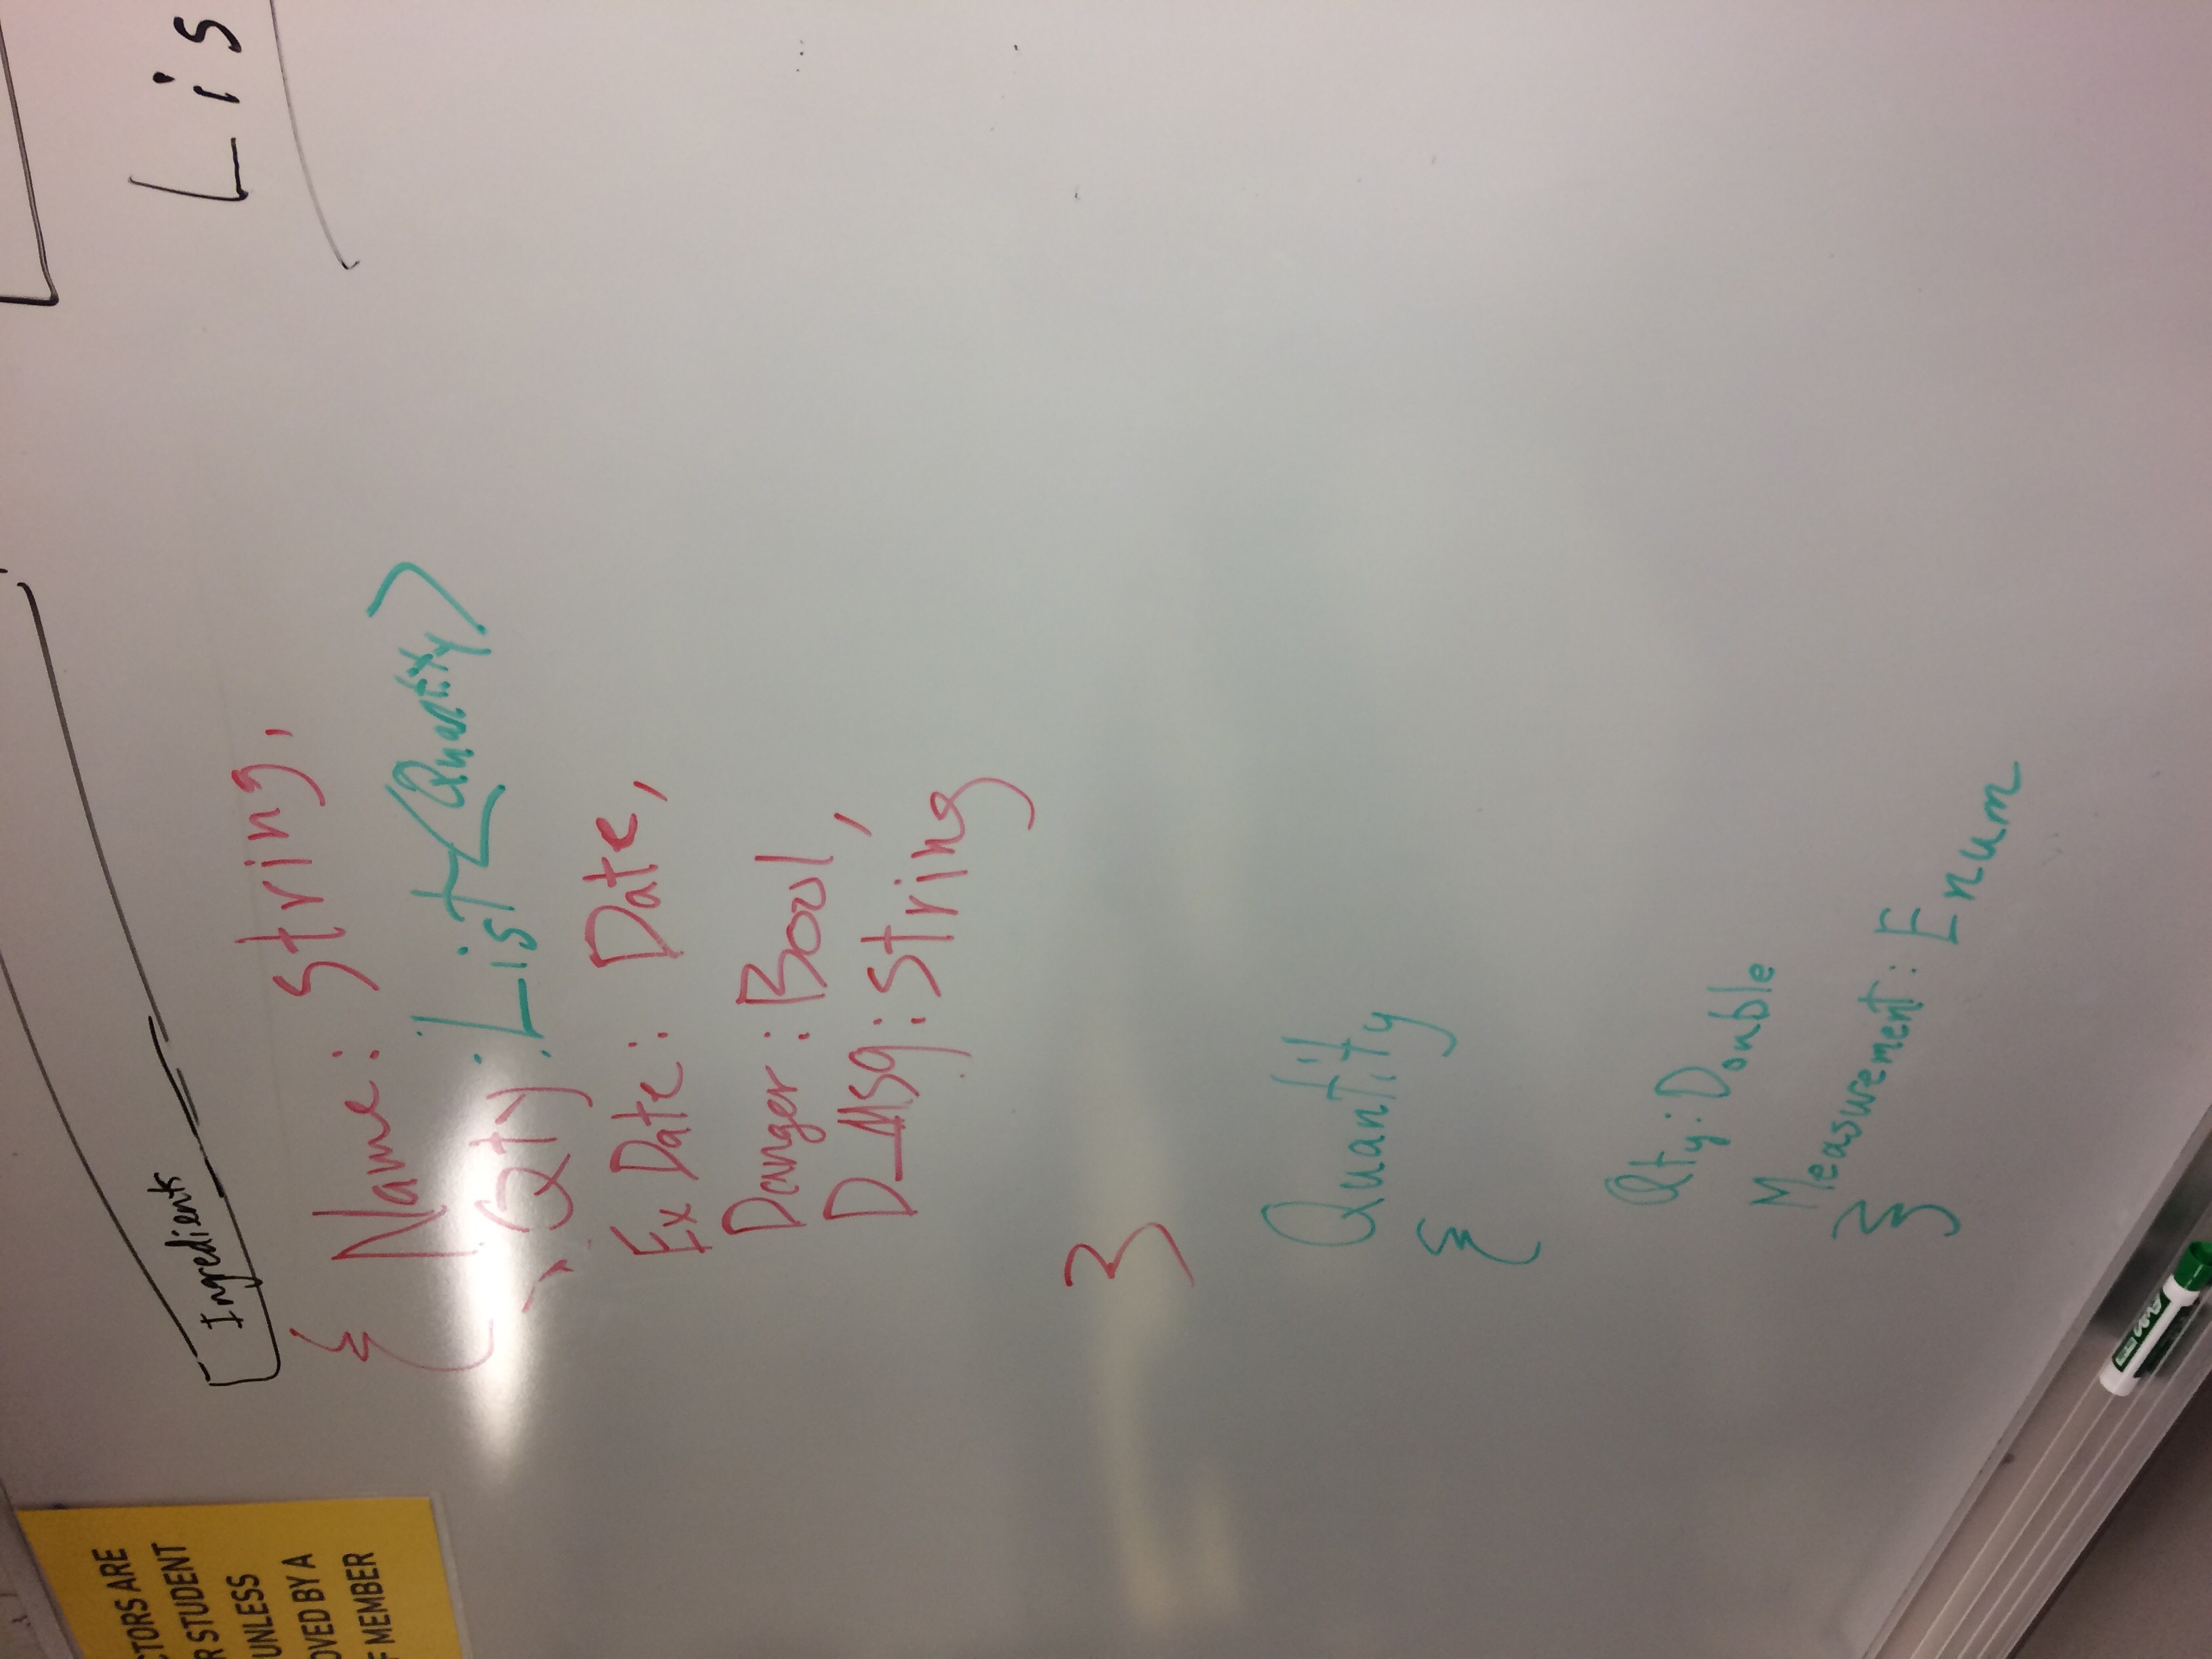 CTORS ARE
R STUDENT
UNLESS
OVED BY A
F MEMBER
Ingredients
Lis
{ Name: String,
Qty: List<Quantity>
Ex Date: Date,
Danger: Bool,
D_Msg: String
}
Quantity
{
Qty: Double
Measurement: Enum
}
EXPO